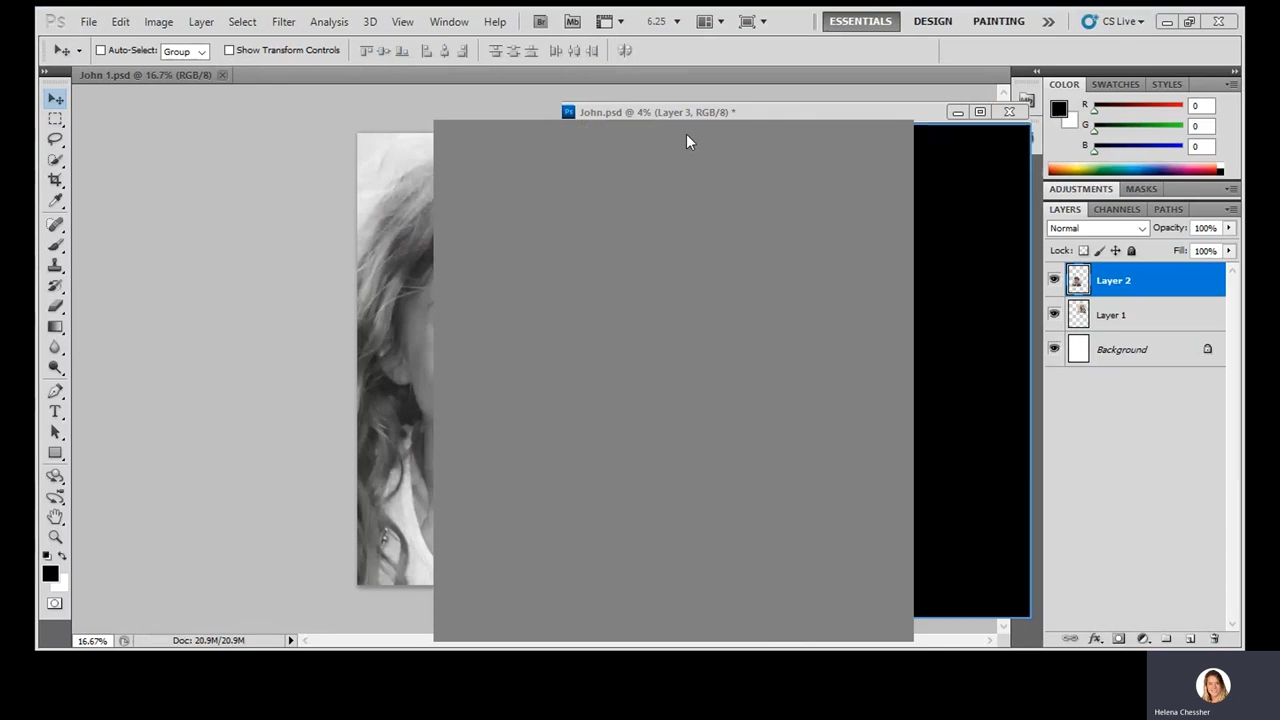 Ps File Edit Image Layer Select Filter Analysis 3D View Window Help Br Mb 6.25 ESSENTIALS DESIGN PAINTING CS Live
Auto-Select: Group Show Transform Controls
John 1.psd @ 16.7% (RGB/8)
COLOR SWATCHES STYLES
Ps John.psd @ 4% (Layer 3, RGB/8) *
R 0
G 0
B 0
ADJUSTMENTS MASKS
LAYERS CHANNELS PATHS
Normal Opacity: 100%
Lock: Fill: 100%
Layer 2
Layer 1
Background
T
16.67% Doc: 20.9M/20.9M
fx
Helena Chessher